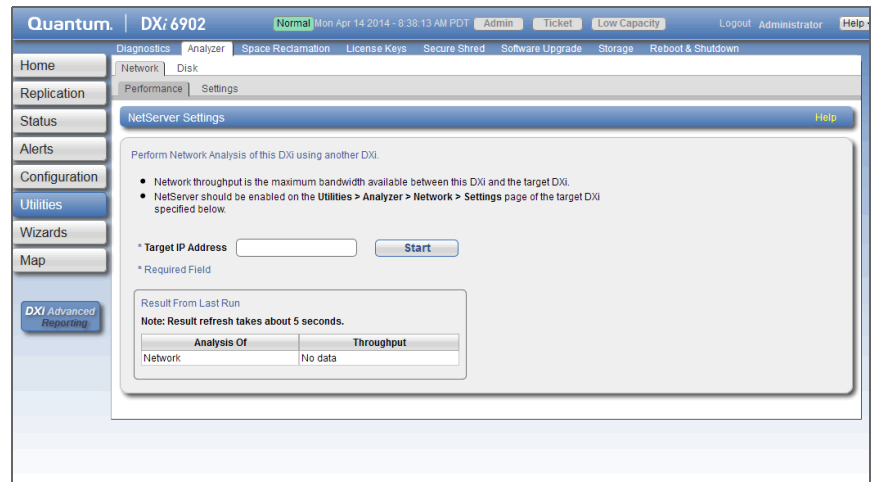 Quantum. DXi 6902 Normal Mon Apr 14 2014 - 8:38:13 AM PDT Admin Ticket Low Capacity Logout Administrator Help
Diagnostics Analyzer Space Reclamation License Keys Secure Shred Software Upgrade Storage Reboot & Shutdown
Home
Replication
Status
Alerts
Configuration
Utilities
Wizards
Map
DXi Advanced
Reporting
Network Disk
Performance Settings
NetServer Settings Help
Perform Network Analysis of this DXi using another DXi.
● Network throughput is the maximum bandwidth available between this DXi and the target DXi.
● NetServer should be enabled on the Utilities > Analyzer > Network > Settings page of the target DXi
specified below.
* Target IP Address Start
* Required Field
Result From Last Run
Note: Result refresh takes about 5 seconds.
Analysis Of Throughput
Network No data